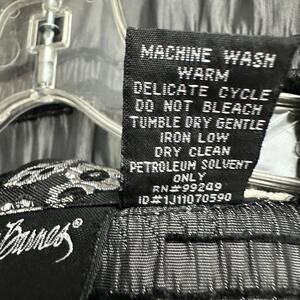 MACHINE WASH
WARM
DELICATE CYCLE
DO NOT BLEACH
TUMBLE DRY GENTLE
IRON LOW
DRY CLEAN
PETROLEUM SOLVENT
ONLY
RN#99249
ID#1J11070590
Barnes